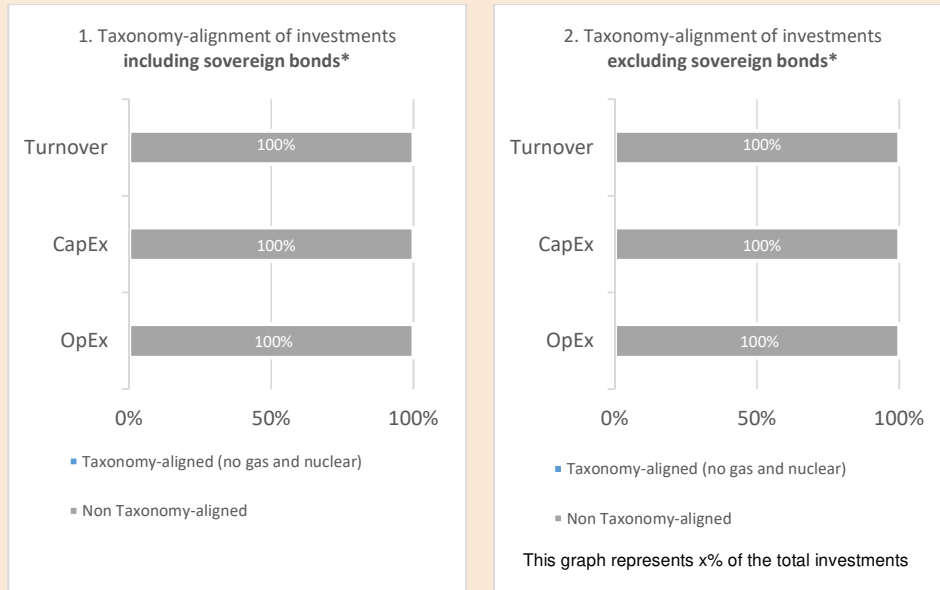 1. Taxonomy-alignment of investments
including sovereign bonds*
Turnover
100%
CapEx
100%
OpEx
100%
0%
50%
100%
Taxonomy-aligned (no gas and nuclear)
Non Taxonomy-aligned
2. Taxonomy-alignment of investments
excluding sovereign bonds*
Turnover
100%
CapEx
100%
OpEx
100%
0%
50%
100%
Taxonomy-aligned (no gas and nuclear)
Non Taxonomy-aligned
This graph represents x% of the total investments